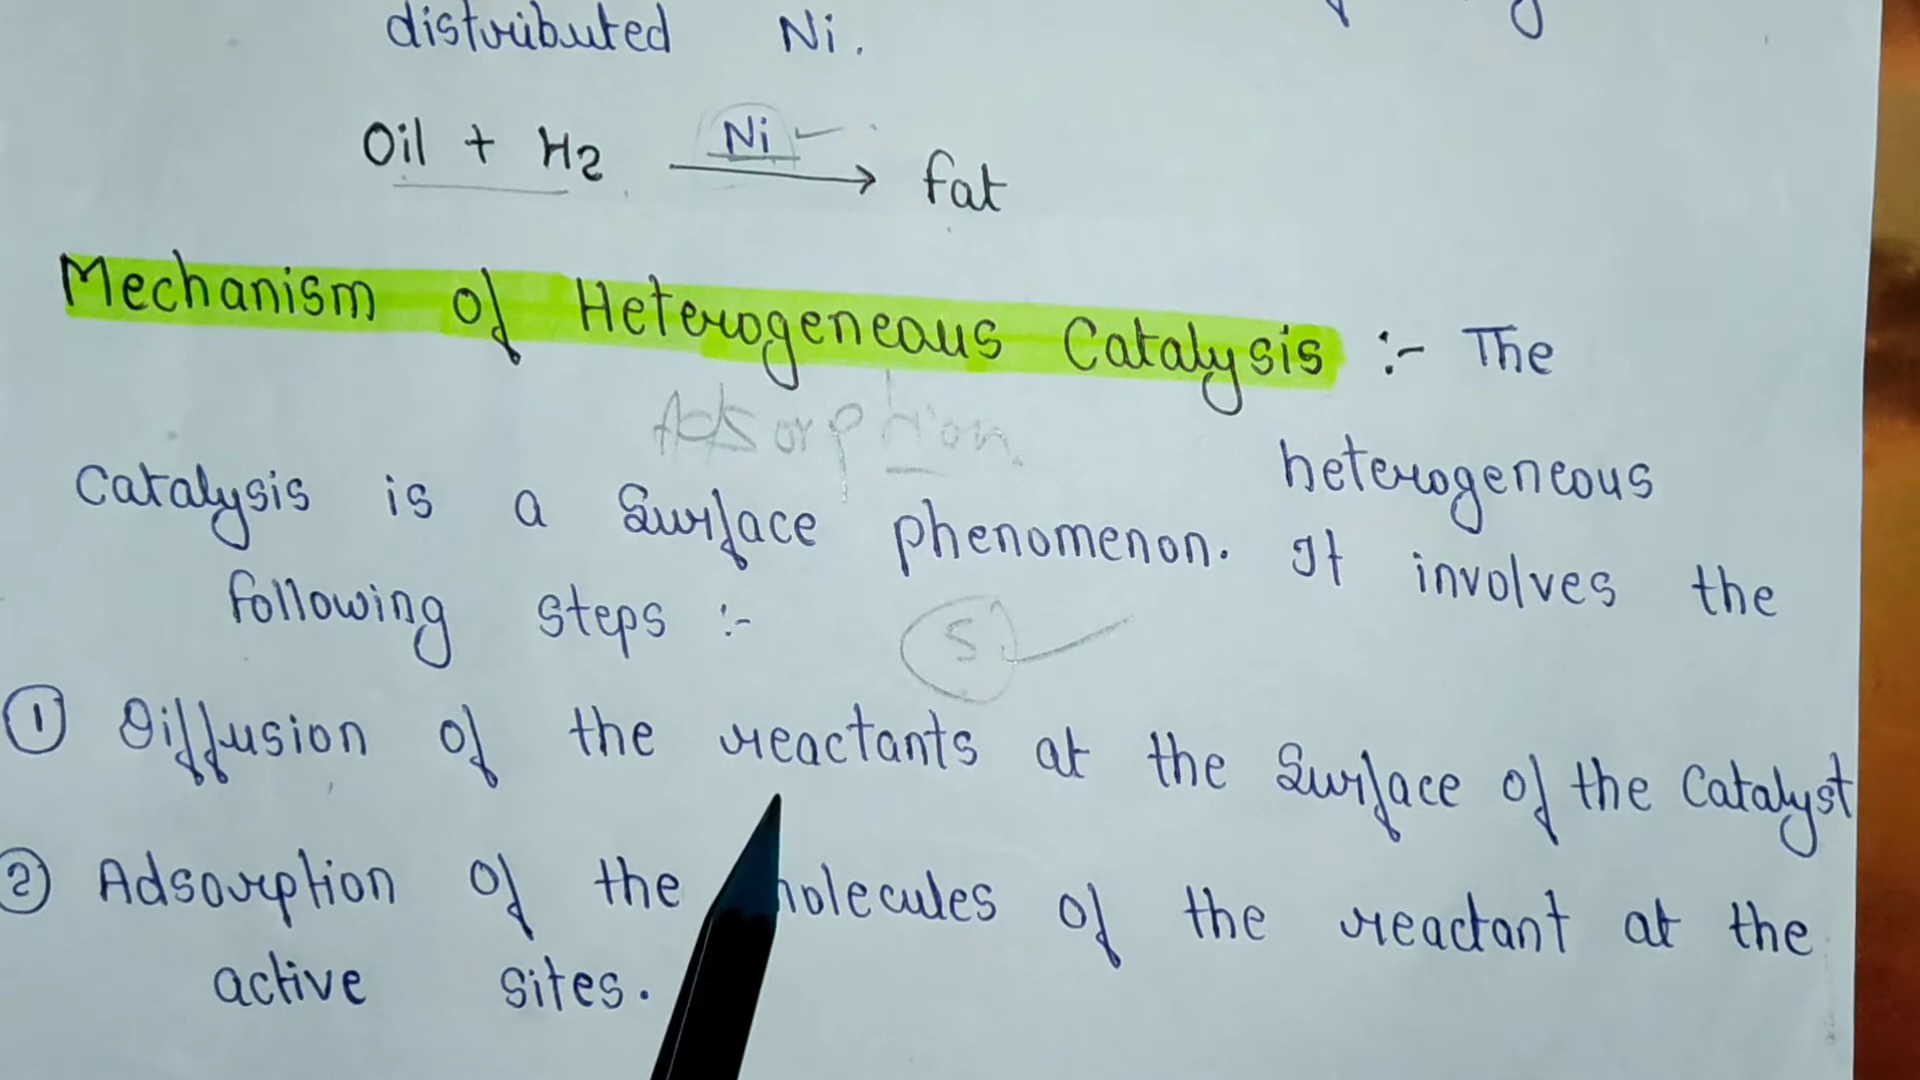 distributed Ni.
Oil + H2 Ni → fat
Mechanism of Heterogeneous Catalysis :- The
Adsorption
heterogeneous
Catalysis is a Surface phenomenon. It involves the
following steps :-
5
① Diffusion of the reactants at the Surface of the Catalyst
② Adsorption of the molecules of the reactant at the
active sites.